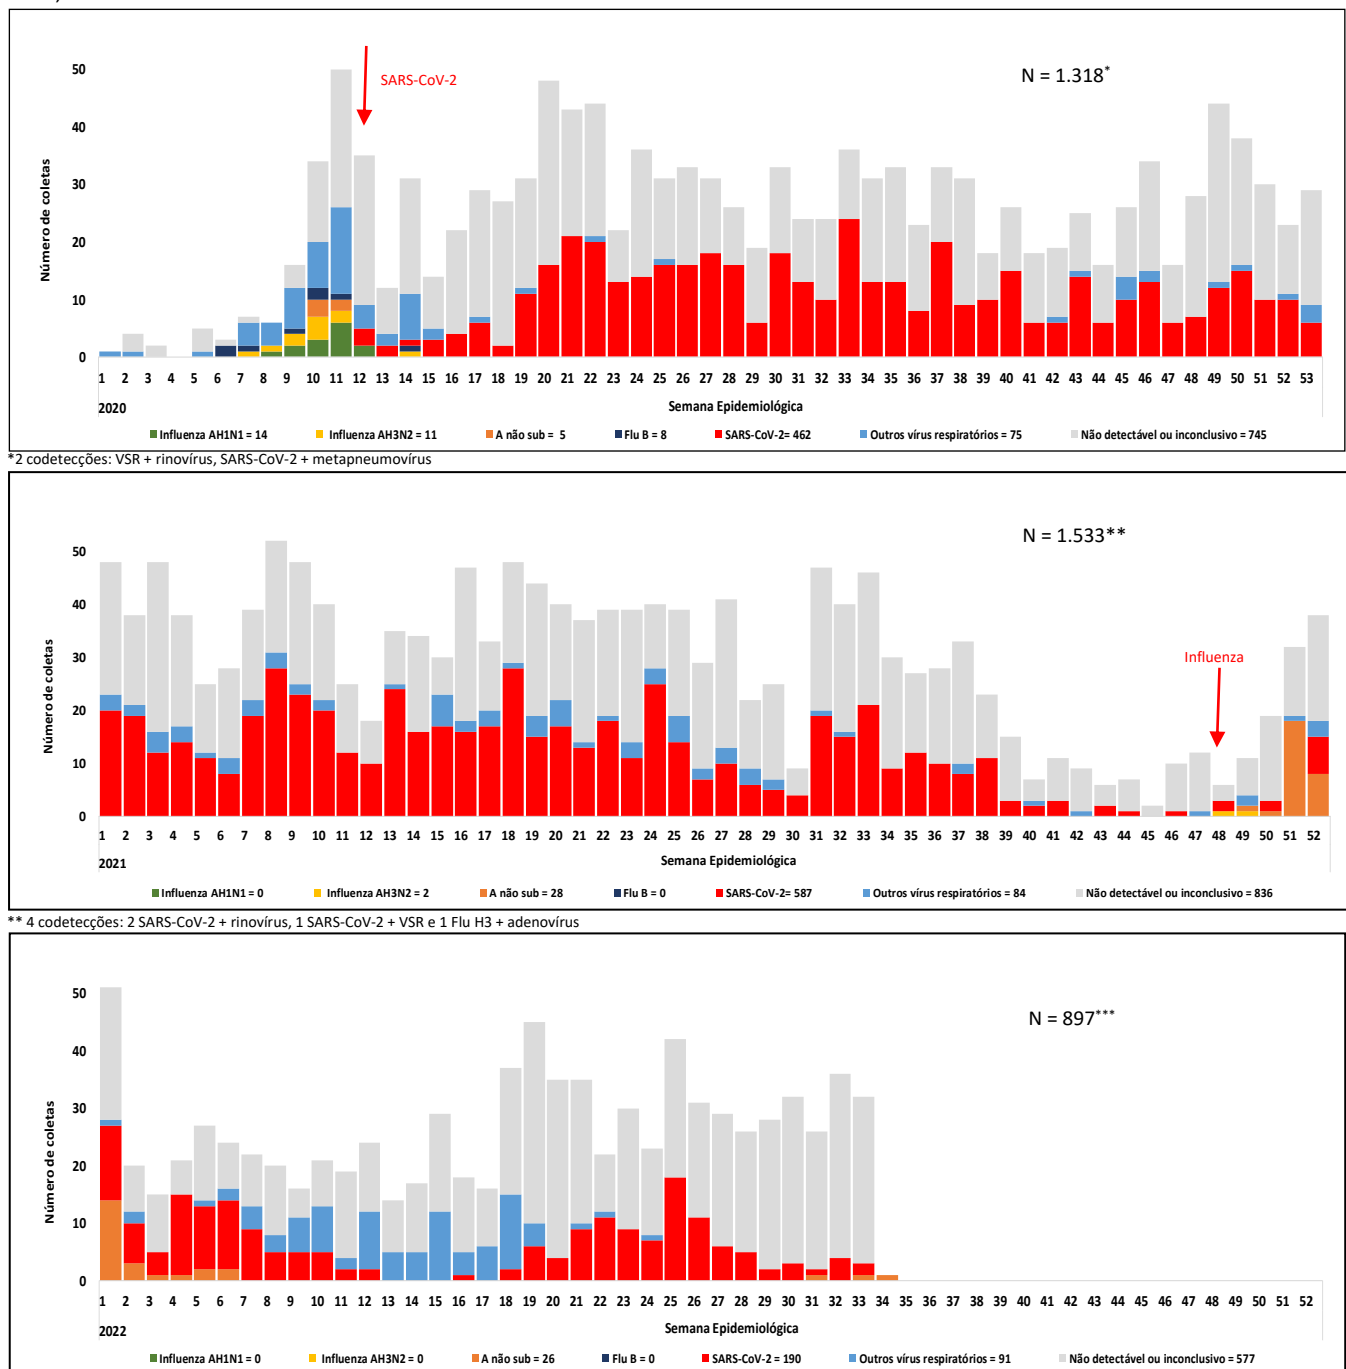 50
SARS-CoV-2
N = 1.318*
40
30
20
10
0
Número de coletas
1 2 3 4 5 6 7 8 9 10 11 12 13 14 15 16 17 18 19 20 21 22 23 24 25 26 27 28 29 30 31 32 33 34 35 36 37 38 39 40 41 42 43 44 45 46 47 48 49 50 51 52 53
2020
Semana Epidemiológica
Influenza AH1N1 = 14 Influenza AH3N2 = 11 A não sub = 5 Flu B = 8 SARS-CoV-2= 462 Outros vírus respiratórios = 75 Não detectável ou inconclusivo = 745
*2 codetecções: VSR + rinovírus, SARS-CoV-2 + metapneumovírus
N = 1.533**
50
40
30
20
10
0
Número de coletas
Influenza
1 2 3 4 5 6 7 8 9 10 11 12 13 14 15 16 17 18 19 20 21 22 23 24 25 26 27 28 29 30 31 32 33 34 35 36 37 38 39 40 41 42 43 44 45 46 47 48 49 50 51 52
2021
Semana Epidemiológica
Influenza AH1N1 = 0 Influenza AH3N2 = 2 A não sub = 28 Flu B = 0 SARS-CoV-2= 587 Outros vírus respiratórios = 84 Não detectável ou inconclusivo = 836
** 4 codetecções: 2 SARS-CoV-2 + rinovírus, 1 SARS-CoV-2 + VSR e 1 Flu H3 + adenovírus
50
N = 897***
40
30
20
10
0
Número de coletas
1 2 3 4 5 6 7 8 9 10 11 12 13 14 15 16 17 18 19 20 21 22 23 24 25 26 27 28 29 30 31 32 33 34 35 36 37 38 39 40 41 42 43 44 45 46 47 48 49 50 51 52
2022
Semana Epidemiológica
Influenza AH1N1 = 0 Influenza AH3N2 = 0 A não sub = 26 Flu B = 0 SARS-CoV-2 = 190 Outros vírus respiratórios = 91 Não detectável ou inconclusivo = 577